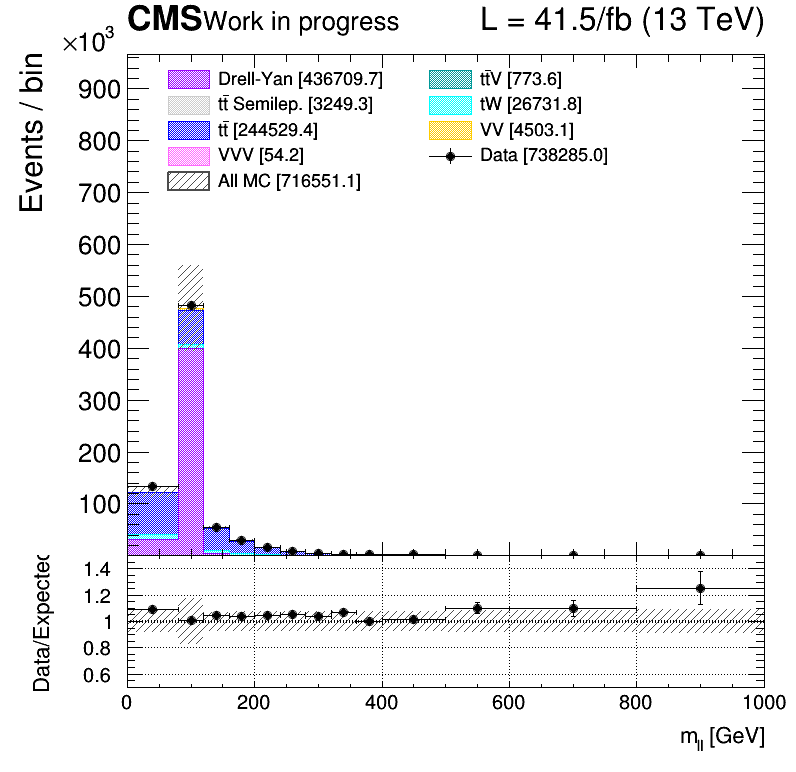 CMS Work in progress L = 41.5/fb (13 TeV)
×10³
Events / bin
900
800
700
600
500
400
300
200
100
Drell-Yan [436709.7]
tt̄ Semilep. [3249.3]
tt̄ [244529.4]
VVV [54.2]
All MC [716551.1]
tt̄V [773.6]
tW [26731.8]
VV [4503.1]
Data [738285.0]
Data/Expected
1.4
1.2
1
0.8
0.6
0 200 400 600 800 1000
m_ll [GeV]